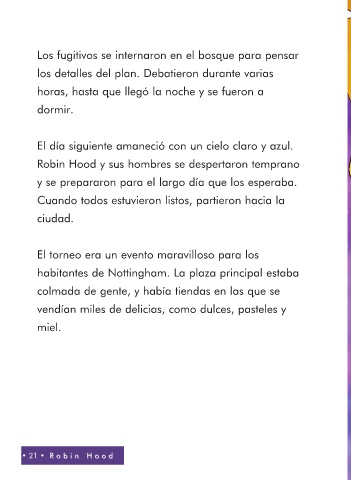 Los fugitivos se internaron en el bosque para pensar
los detalles del plan. Debatieron durante varias
horas, hasta que llegó la noche y se fueron a
dormir.
El día siguiente amaneció con un cielo claro y azul.
Robin Hood y sus hombres se despertaron temprano
y se prepararon para el largo día que los esperaba.
Cuando todos estuvieron listos, partieron hacia la
ciudad.
El torneo era un evento maravilloso para los
habitantes de Nottingham. La plaza principal estaba
colmada de gente, y había tiendas en las que se
vendían miles de delicias, como dulces, pasteles y
miel.
• 21 • Robin Hood